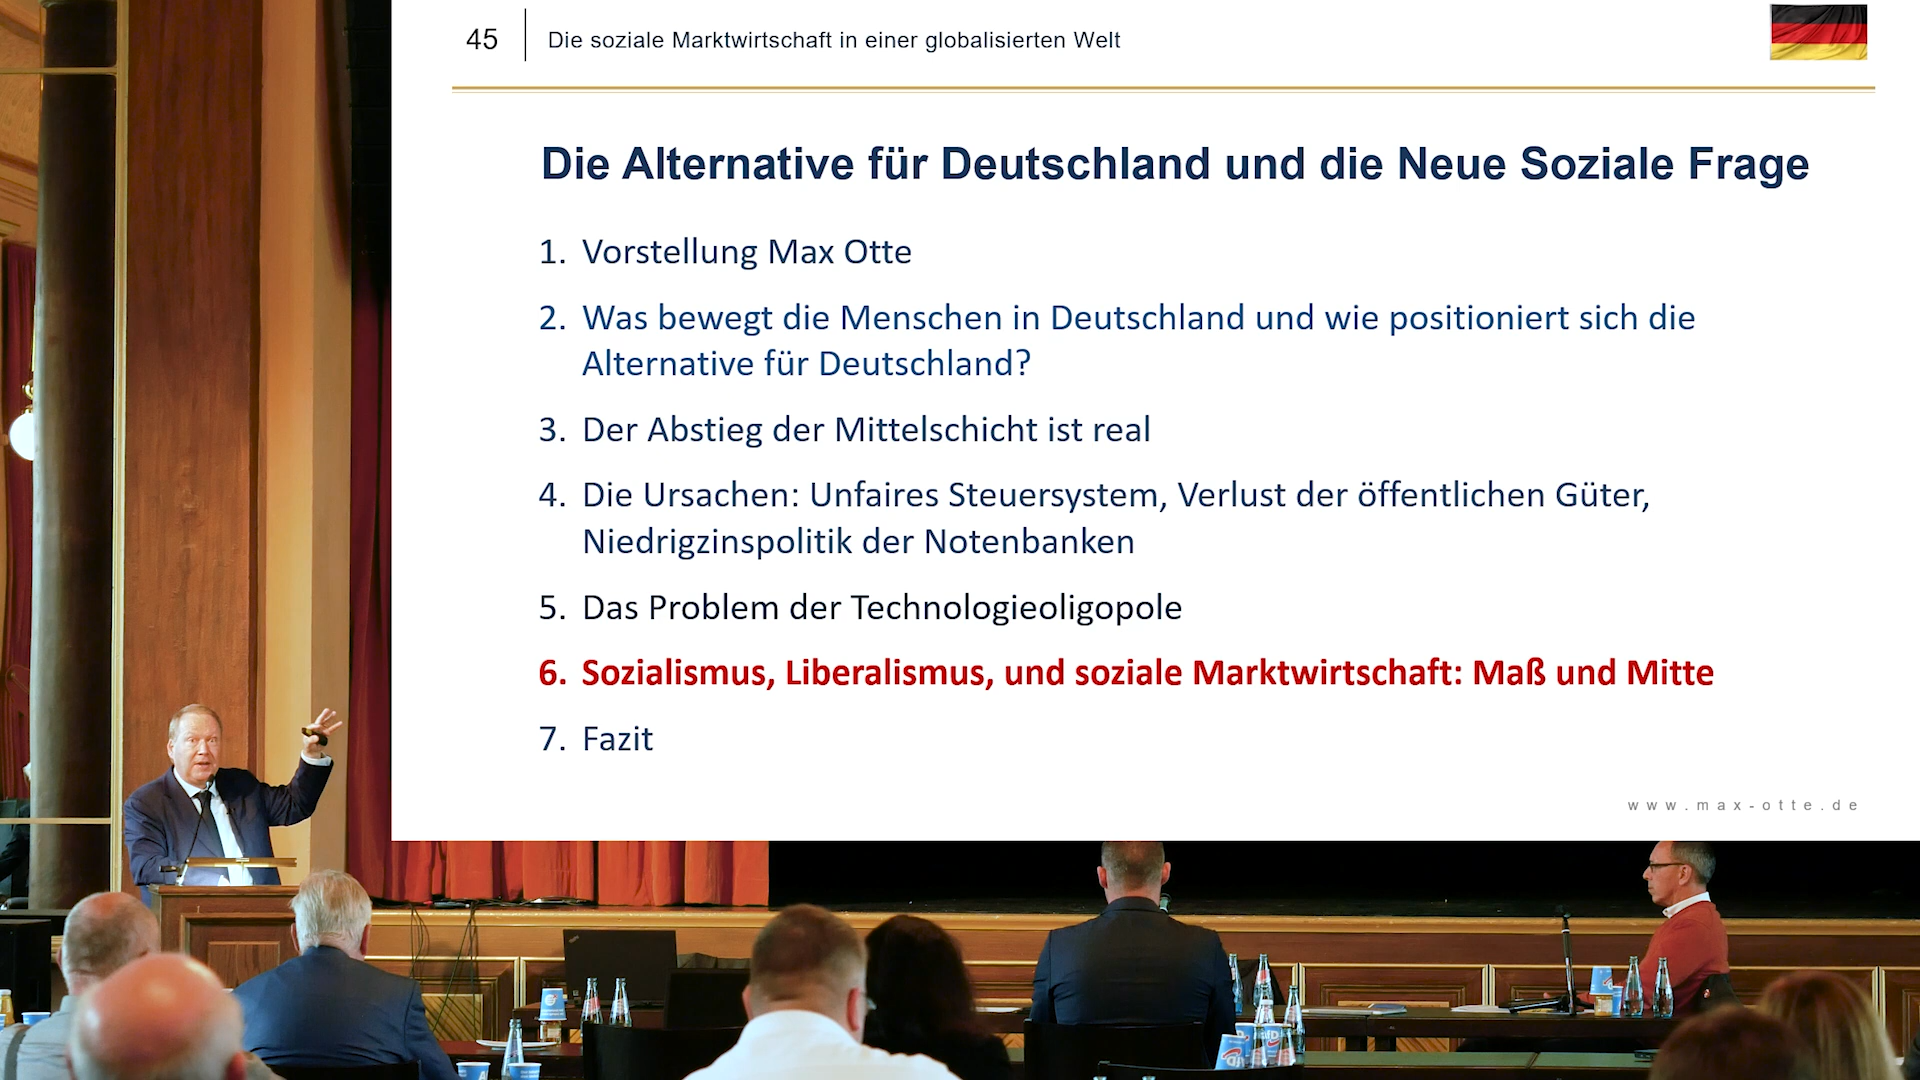 45
Die soziale Marktwirtschaft in einer globalisierten Welt
Die Alternative für Deutschland und die Neue Soziale Frage
1. Vorstellung Max Otte
2. Was bewegt die Menschen in Deutschland und wie positioniert sich die
Alternative für Deutschland?
3. Der Abstieg der Mittelschicht ist real
4. Die Ursachen: Unfaires Steuersystem, Verlust der öffentlichen Güter,
Niedrigzinspolitik der Notenbanken
5. Das Problem der Technologieoligopole
6. Sozialismus, Liberalismus, und soziale Marktwirtschaft: Maß und Mitte
7. Fazit
www.max-otte.de